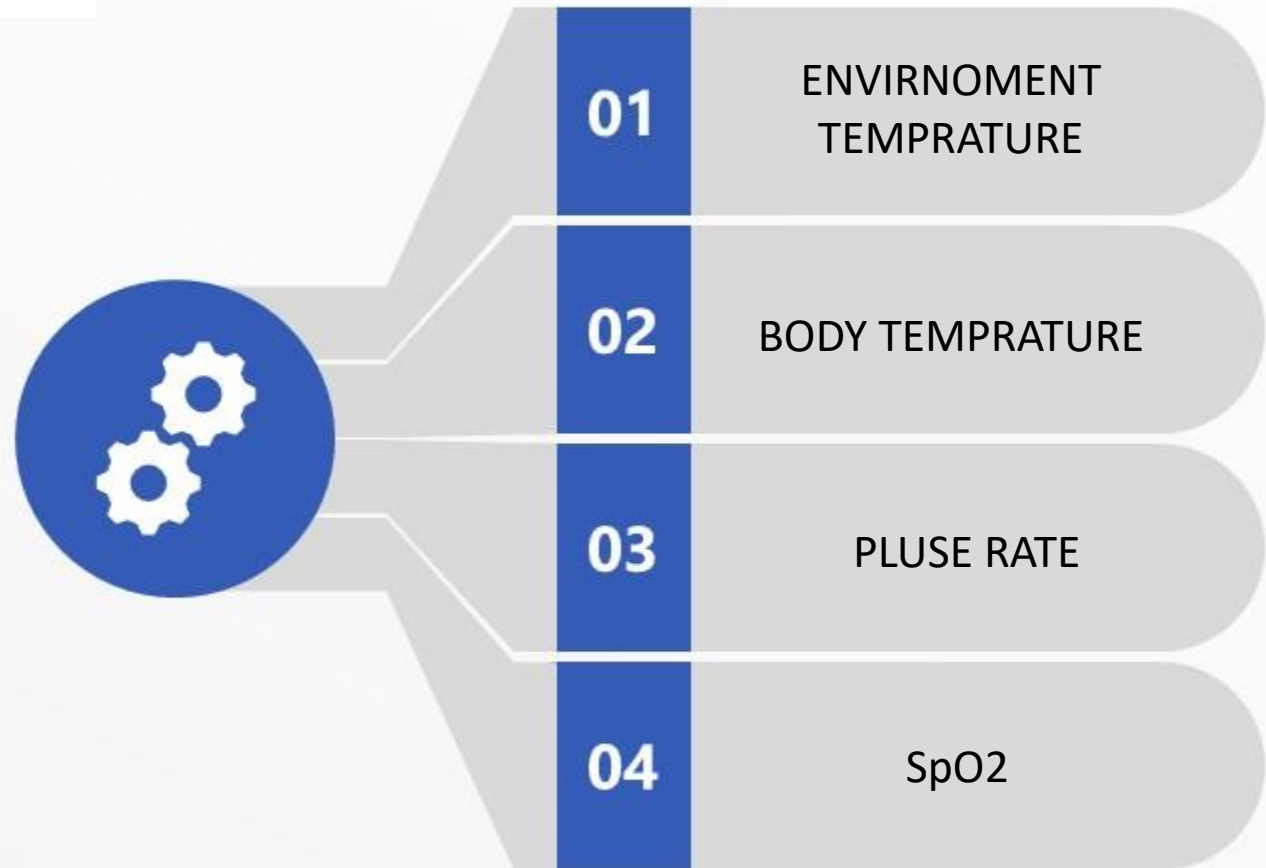 01
ENVIRNOMENT
TEMPRATURE
02
BODY TEMPRATURE
03
PLUSE RATE
04
SpO2